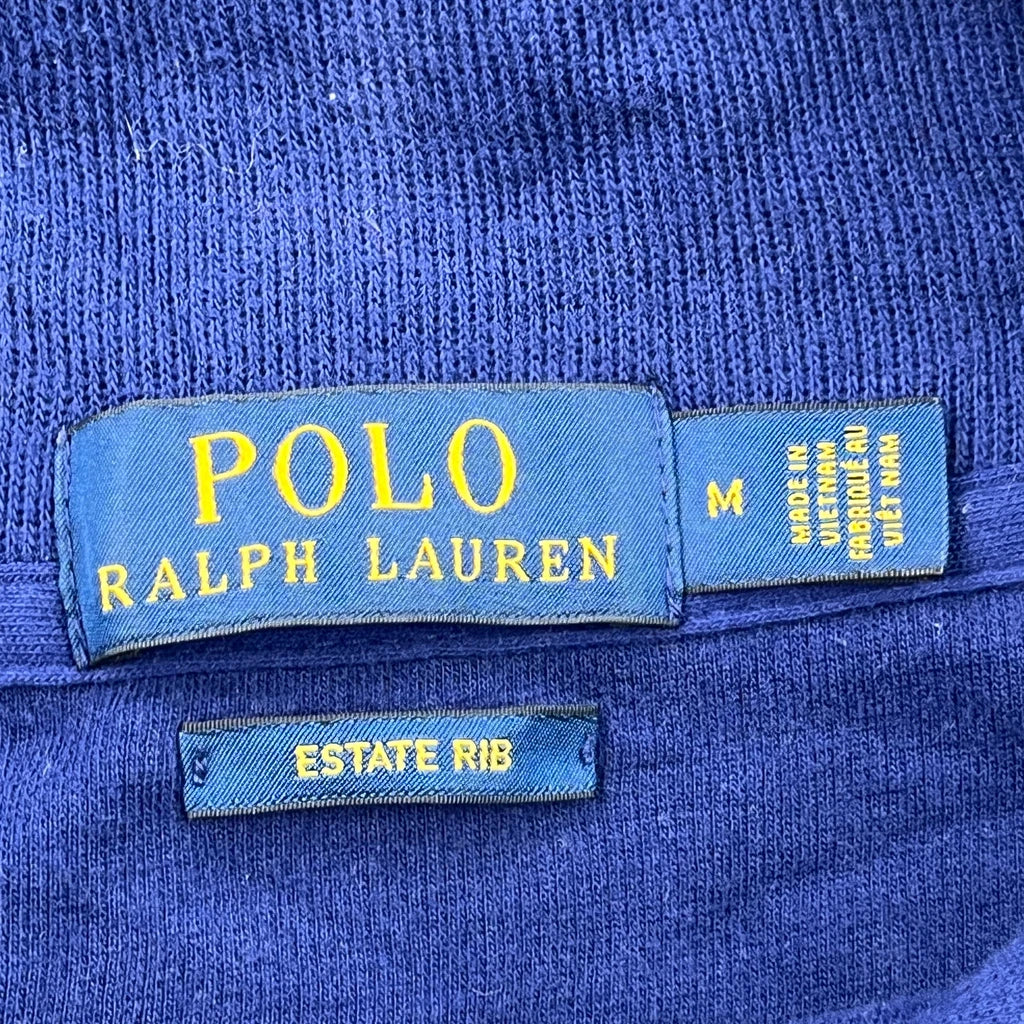 POLO
RALPH LAUREN
M
MADE IN
VIETNAM
FABRIQUÉ AU
VIÊT NAM
ESTATE RIB